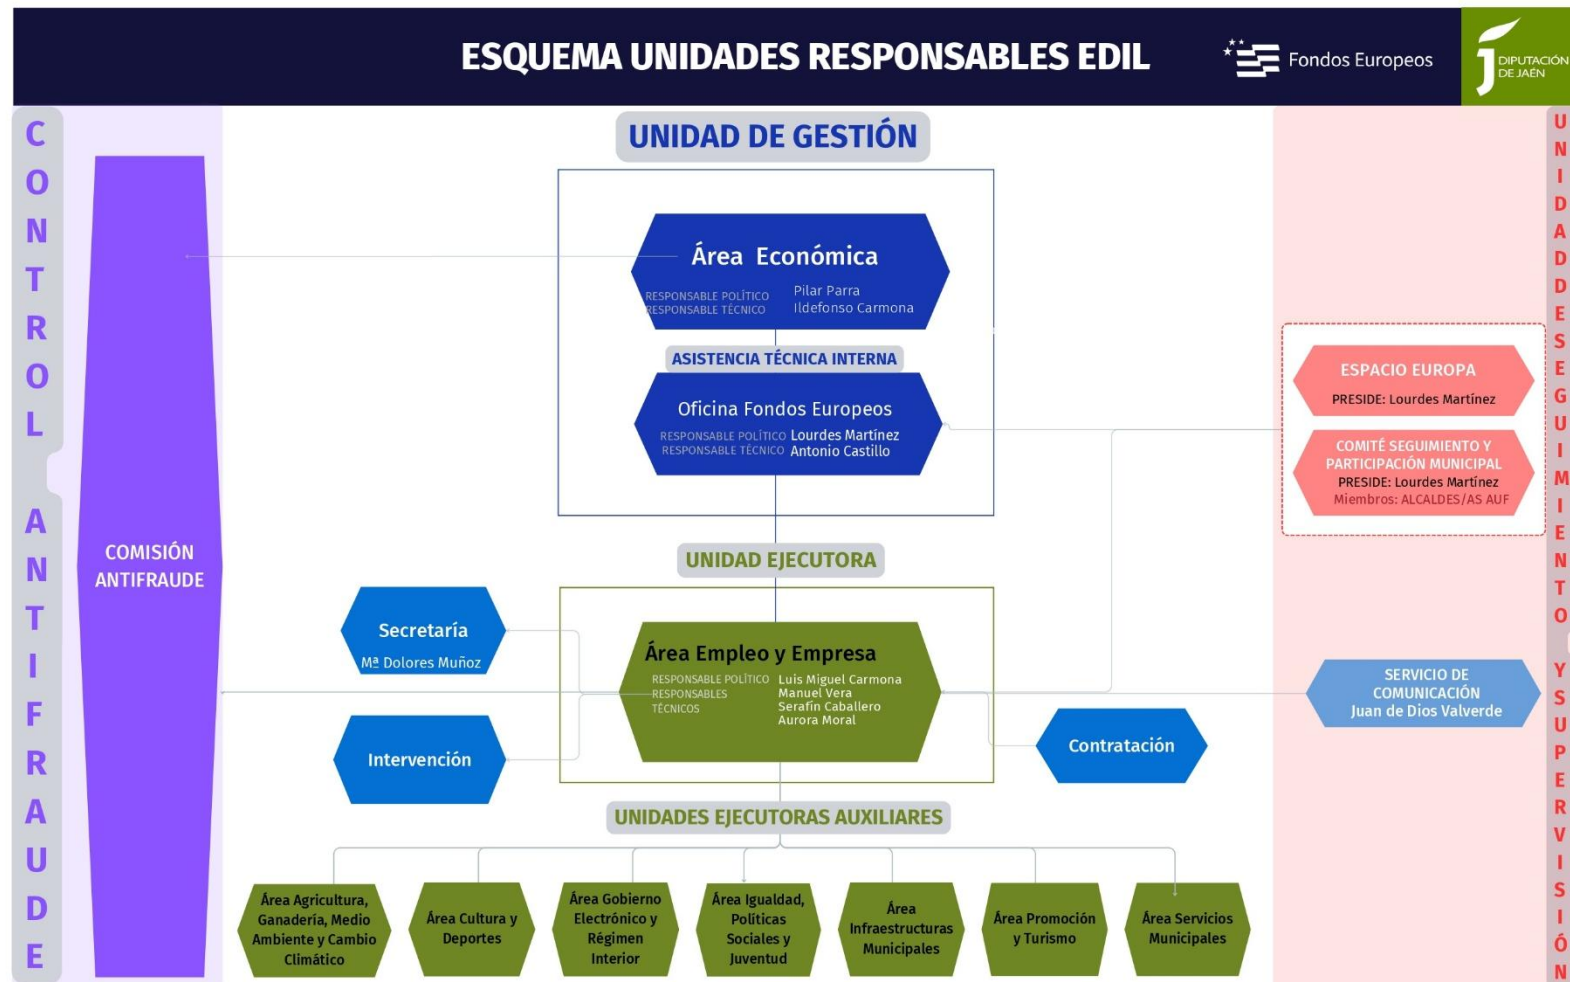 ESQUEMA UNIDADES RESPONSABLES EDIL
Fondos Europeos
DIPUTACIÓN
DE JAÉN
CONTROL ANTIFRAUDE
COMISIÓN
ANTIFRAUDE
UNIDAD DE GESTIÓN
Área Económica
RESPONSABLE POLÍTICO Pilar Parra
RESPONSABLE TÉCNICO Ildefonso Carmona
ASISTENCIA TÉCNICA INTERNA
Oficina Fondos Europeos
RESPONSABLE POLÍTICO Lourdes Martínez
RESPONSABLE TÉCNICO Antonio Castillo
UNIDAD EJECUTORA
Secretaría
Mª Dolores Muñoz
Intervención
Área Empleo y Empresa
RESPONSABLE POLÍTICO Luis Miguel Carmona
RESPONSABLES Manuel Vera
TÉCNICOS Serafín Caballero
Aurora Moral
Contratación
UNIDADES EJECUTORAS AUXILIARES
Área Agricultura,
Ganadería, Medio
Ambiente y Cambio
Climático
Área Cultura y
Deportes
Área Gobierno
Electrónico y
Régimen
Interior
Área Igualdad,
Políticas
Sociales y
Juventud
Área
Infraestructuras
Municipales
Área Promoción
y Turismo
Área Servicios
Municipales
ESPACIO EUROPA
PRESIDE: Lourdes Martínez
COMITÉ SEGUIMIENTO Y
PARTICIPACIÓN MUNICIPAL
PRESIDE: Lourdes Martínez
Miembros: ALCALDES/AS AUF
SERVICIO DE
COMUNICACIÓN
Juan de Dios Valverde
UNIDAD DE SEGUIMIENTO Y SUPERVISIÓN